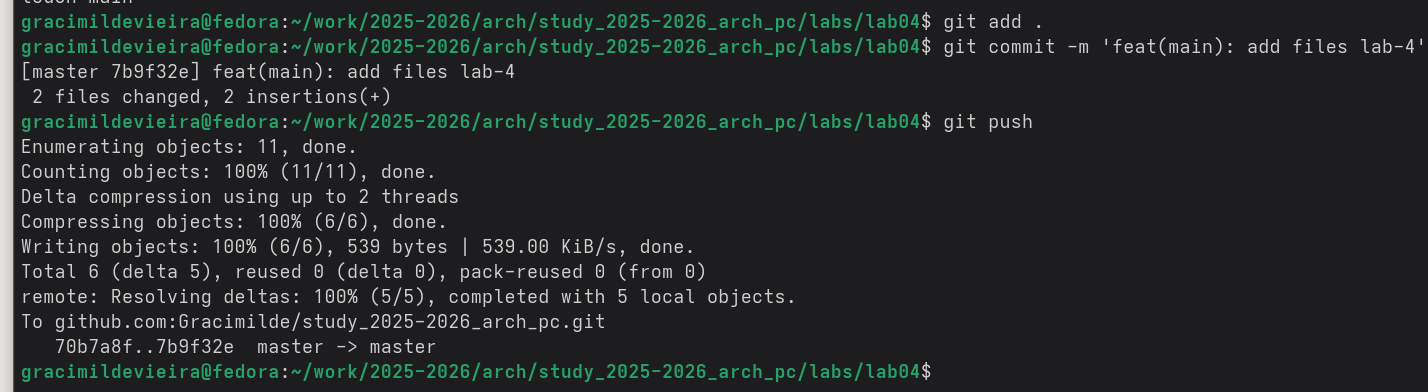 gracimildevieira@fedora:~/work/2025-2026/arch/study_2025-2026_arch_pc/labs/lab04$ git add .
gracimildevieira@fedora:~/work/2025-2026/arch/study_2025-2026_arch_pc/labs/lab04$ git commit -m 'feat(main): add files lab-4'
[master 7b9f32e] feat(main): add files lab-4
 2 files changed, 2 insertions(+)
gracimildevieira@fedora:~/work/2025-2026/arch/study_2025-2026_arch_pc/labs/lab04$ git push
Enumerating objects: 11, done.
Counting objects: 100% (11/11), done.
Delta compression using up to 2 threads
Compressing objects: 100% (6/6), done.
Writing objects: 100% (6/6), 539 bytes | 539.00 KiB/s, done.
Total 6 (delta 5), reused 0 (delta 0), pack-reused 0 (from 0)
remote: Resolving deltas: 100% (5/5), completed with 5 local objects.
To github.com:Gracimilde/study_2025-2026_arch_pc.git
   70b7a8f..7b9f32e  master -> master
gracimildevieira@fedora:~/work/2025-2026/arch/study_2025-2026_arch_pc/labs/lab04$